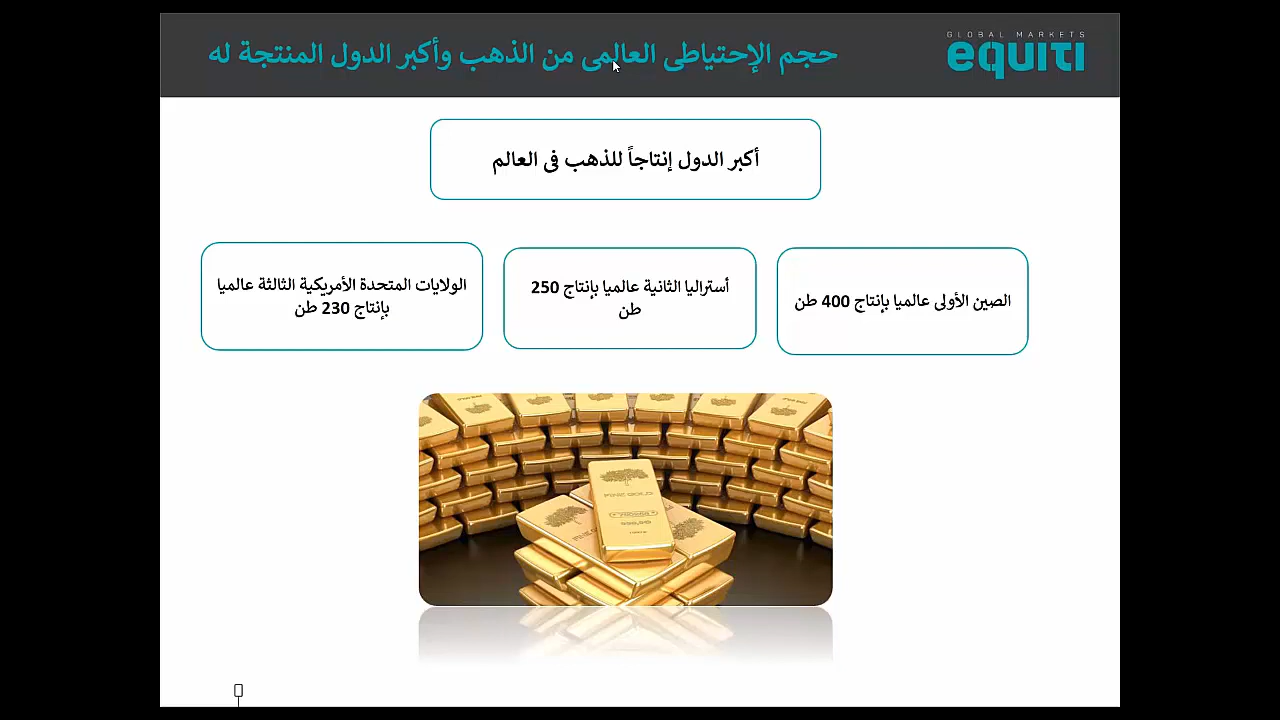 حجم الإحتياطى العالمى من الذهب وأكبر الدول المنتجة له
GLOBAL MARKETS
equiti
أكبر الدول إنتاجاً للذهب فى العالم
الصين الأولى عالميا بإنتاج 400 طن
أستراليا الثانية عالميا بإنتاج 250
طن
الولايات المتحدة الأمريكية الثالثة عالميا
بإنتاج 230 طن
FINE GOLD